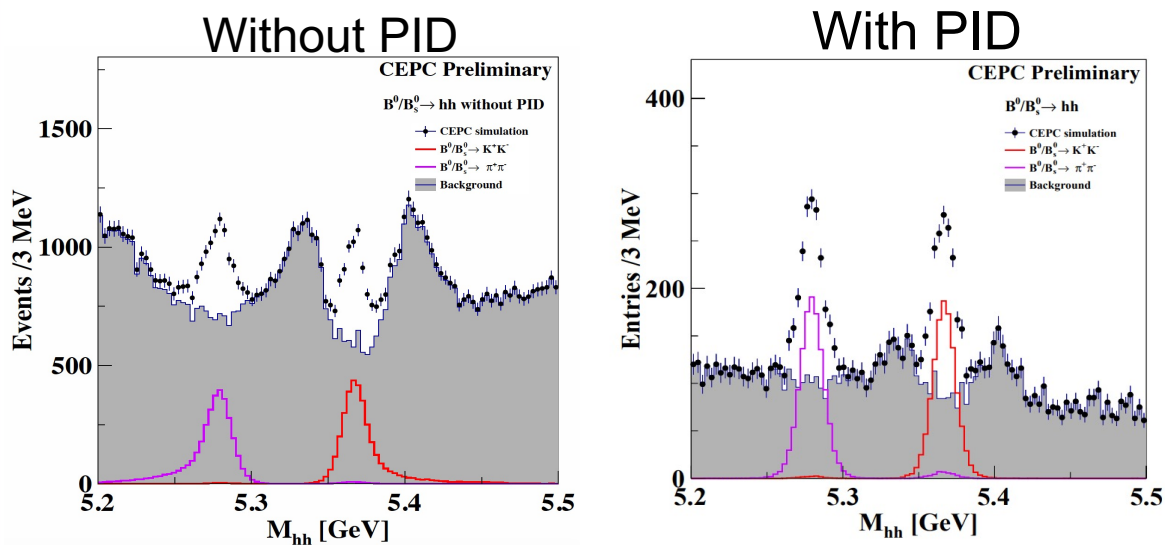 Without PID
CEPC Preliminary
B⁰/B⁰ₛ→ hh without PID
CEPC simulation
B⁰/B⁰ₛ→ K⁺K⁻
B⁰/B⁰ₛ→ π⁺π⁻
Background
1500
1000
500
0
Events /3 MeV
5.2 5.3 5.4 5.5
M_hh [GeV]
With PID
CEPC Preliminary
B⁰/B⁰ₛ→ hh
CEPC simulation
B⁰/B⁰ₛ→ K⁺K⁻
B⁰/B⁰ₛ→ π⁺π⁻
Background
400
200
0
Entries /3 MeV
5.2 5.3 5.4 5.5
M_hh [GeV]